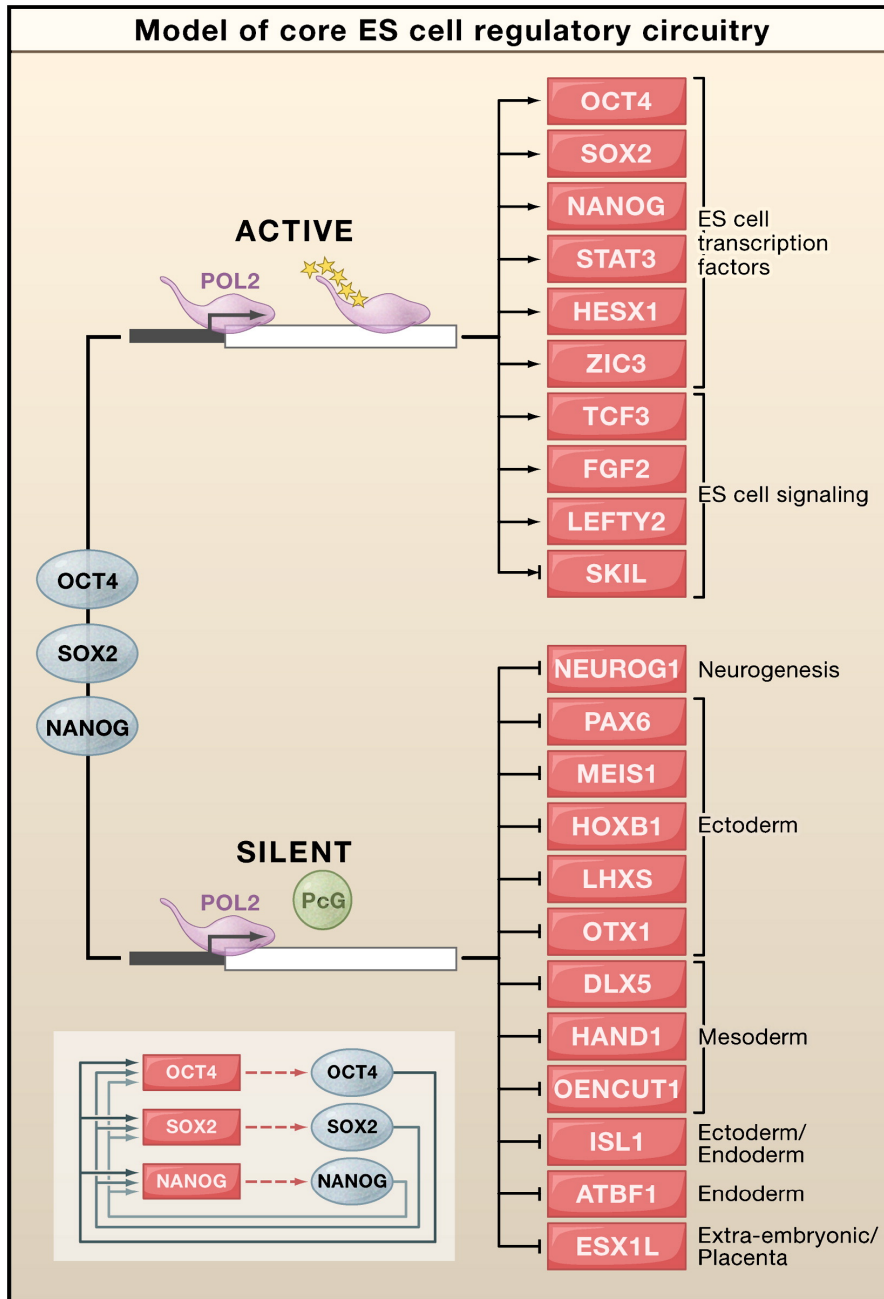 Model of core ES cell regulatory circuitry
ACTIVE
POL2
OCT4
SOX2
NANOG
STAT3
HESX1
ZIC3
ES cell
transcription
factors
TCF3
FGF2
LEFTY2
SKIL
ES cell signaling
OCT4
SOX2
NANOG
SILENT
POL2
PcG
NEUROG1
Neurogenesis
PAX6
MEIS1
HOXB1
LHXS
OTX1
Ectoderm
DLX5
HAND1
OENCUT1
Mesoderm
ISL1
Ectoderm/
Endoderm
ATBF1
Endoderm
ESX1L
Extra-embryonic/
Placenta
OCT4
OCT4
SOX2
SOX2
NANOG
NANOG